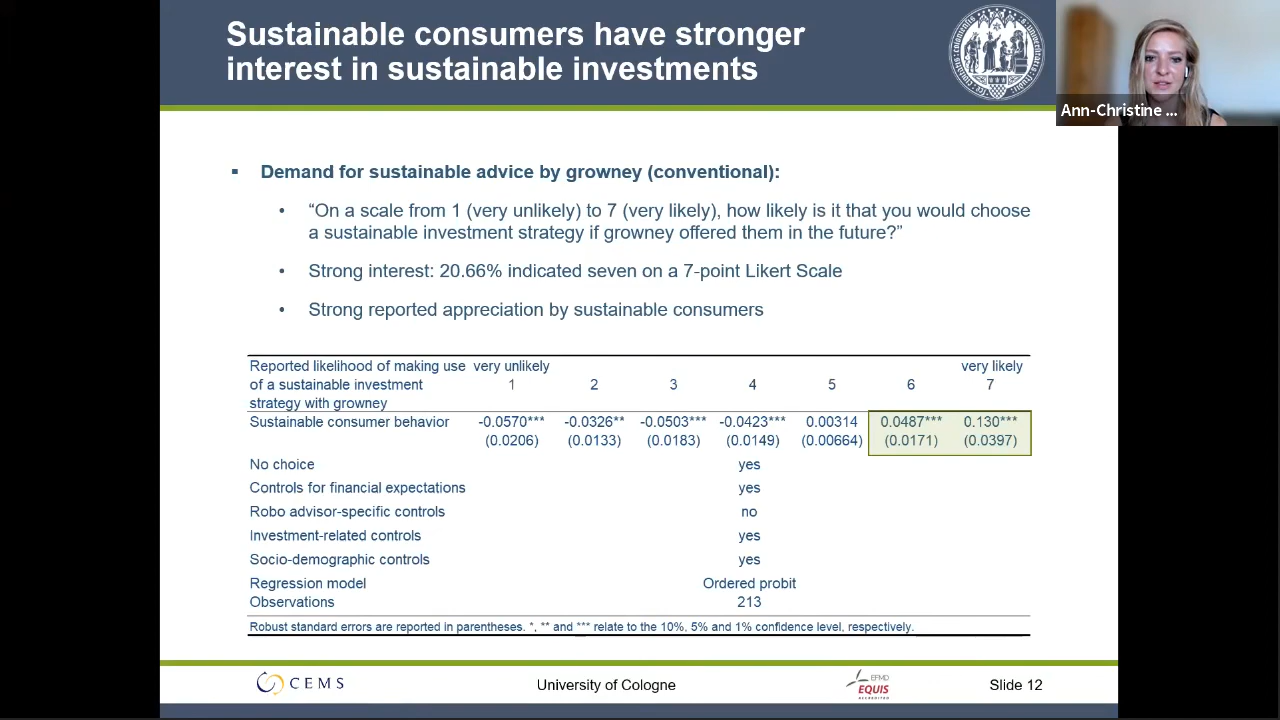 Sustainable consumers have stronger
interest in sustainable investments
Ann-Christine ...
▪ Demand for sustainable advice by growney (conventional):
• “On a scale from 1 (very unlikely) to 7 (very likely), how likely is it that you would choose
a sustainable investment strategy if growney offered them in the future?”
• Strong interest: 20.66% indicated seven on a 7-point Likert Scale
• Strong reported appreciation by sustainable consumers
Reported likelihood of making use very unlikely very likely
of a sustainable investment 1 2 3 4 5 6 7
strategy with growney
Sustainable consumer behavior -0.0570*** -0.0326** -0.0503*** -0.0423*** 0.00314 0.0487*** 0.130***
(0.0206) (0.0133) (0.0183) (0.0149) (0.00664) (0.0171) (0.0397)
No choice yes
Controls for financial expectations yes
Robo advisor-specific controls no
Investment-related controls yes
Socio-demographic controls yes
Regression model Ordered probit
Observations 213
Robust standard errors are reported in parentheses. *, ** and *** relate to the 10%, 5% and 1% confidence level, respectively.
CEMS University of Cologne EFMD EQUIS ACCREDITED Slide 12